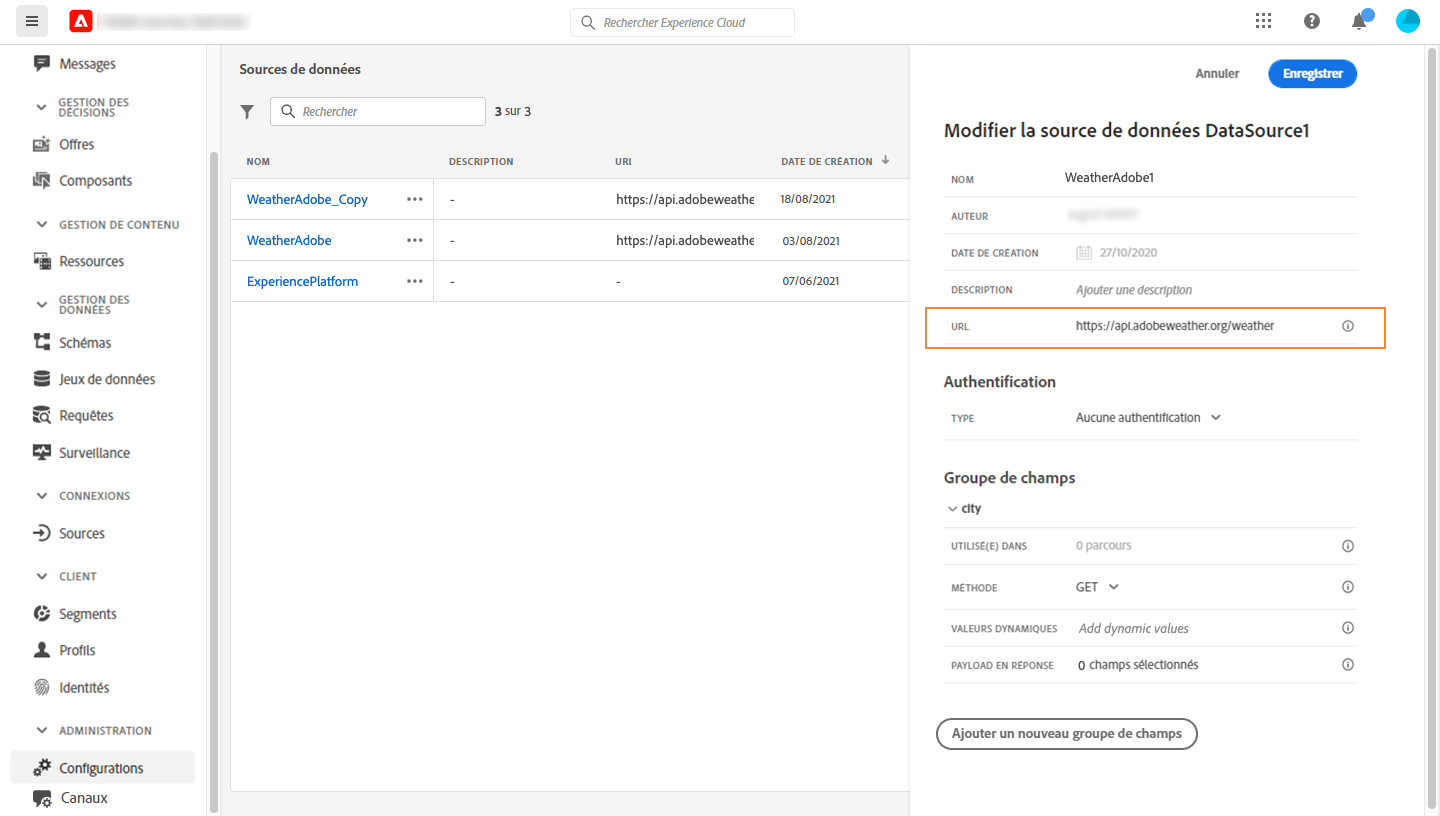 Rechercher Experience Cloud
Messages
GESTION DES
DÉCISIONS
Offres
Composants
GESTION DE CONTENU
Ressources
GESTION DES
DONNÉES
Schémas
Jeux de données
Requêtes
Surveillance
CONNEXIONS
Sources
CLIENT
Segments
Profils
Identités
ADMINISTRATION
Configurations
Canaux
Sources de données
Rechercher
3 sur 3
NOM DESCRIPTION URI DATE DE CRÉATION
WeatherAdobe_Copy - https://api.adobeweathe 18/08/2021
WeatherAdobe - https://api.adobeweathe 03/08/2021
ExperiencePlatform - - 07/06/2021
Annuler Enregistrer
Modifier la source de données DataSource1
NOM WeatherAdobe1
AUTEUR
DATE DE CRÉATION 27/10/2020
DESCRIPTION Ajouter une description
URL https://api.adobeweather.org/weather
Authentification
TYPE Aucune authentification
Groupe de champs
city
UTILISÉ(E) DANS 0 parcours
MÉTHODE GET
VALEURS DYNAMIQUES Add dynamic values
PAYLOAD EN RÉPONSE 0 champs sélectionnés
Ajouter un nouveau groupe de champs